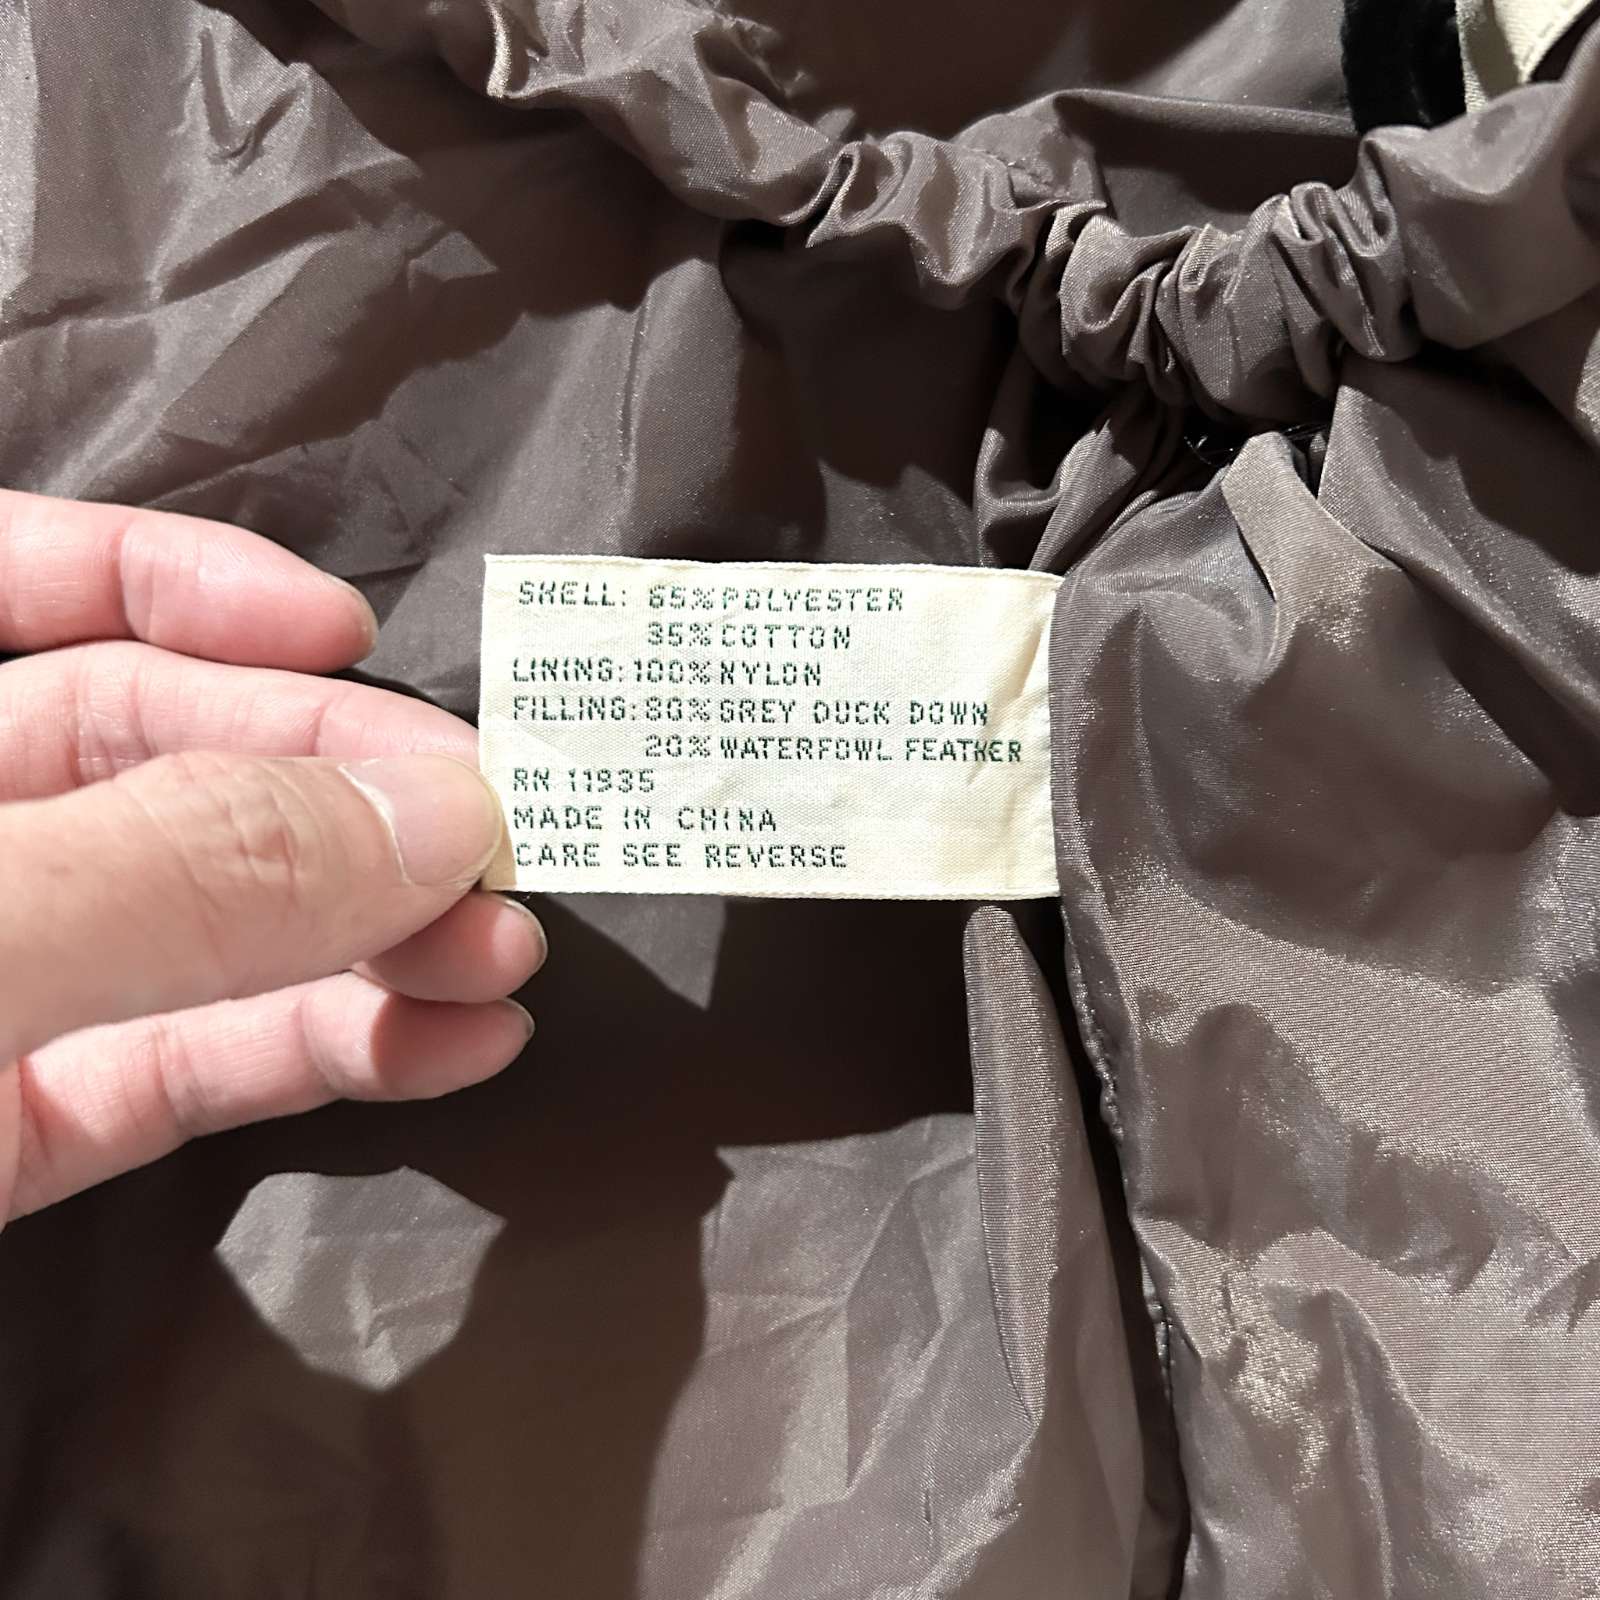 SHELL: 65% POLYESTER
35% COTTON
LINING: 100% NYLON
FILLING: 80% GREY DUCK DOWN
20% WATERFOWL FEATHER
RN 11935
MADE IN CHINA
CARE SEE REVERSE